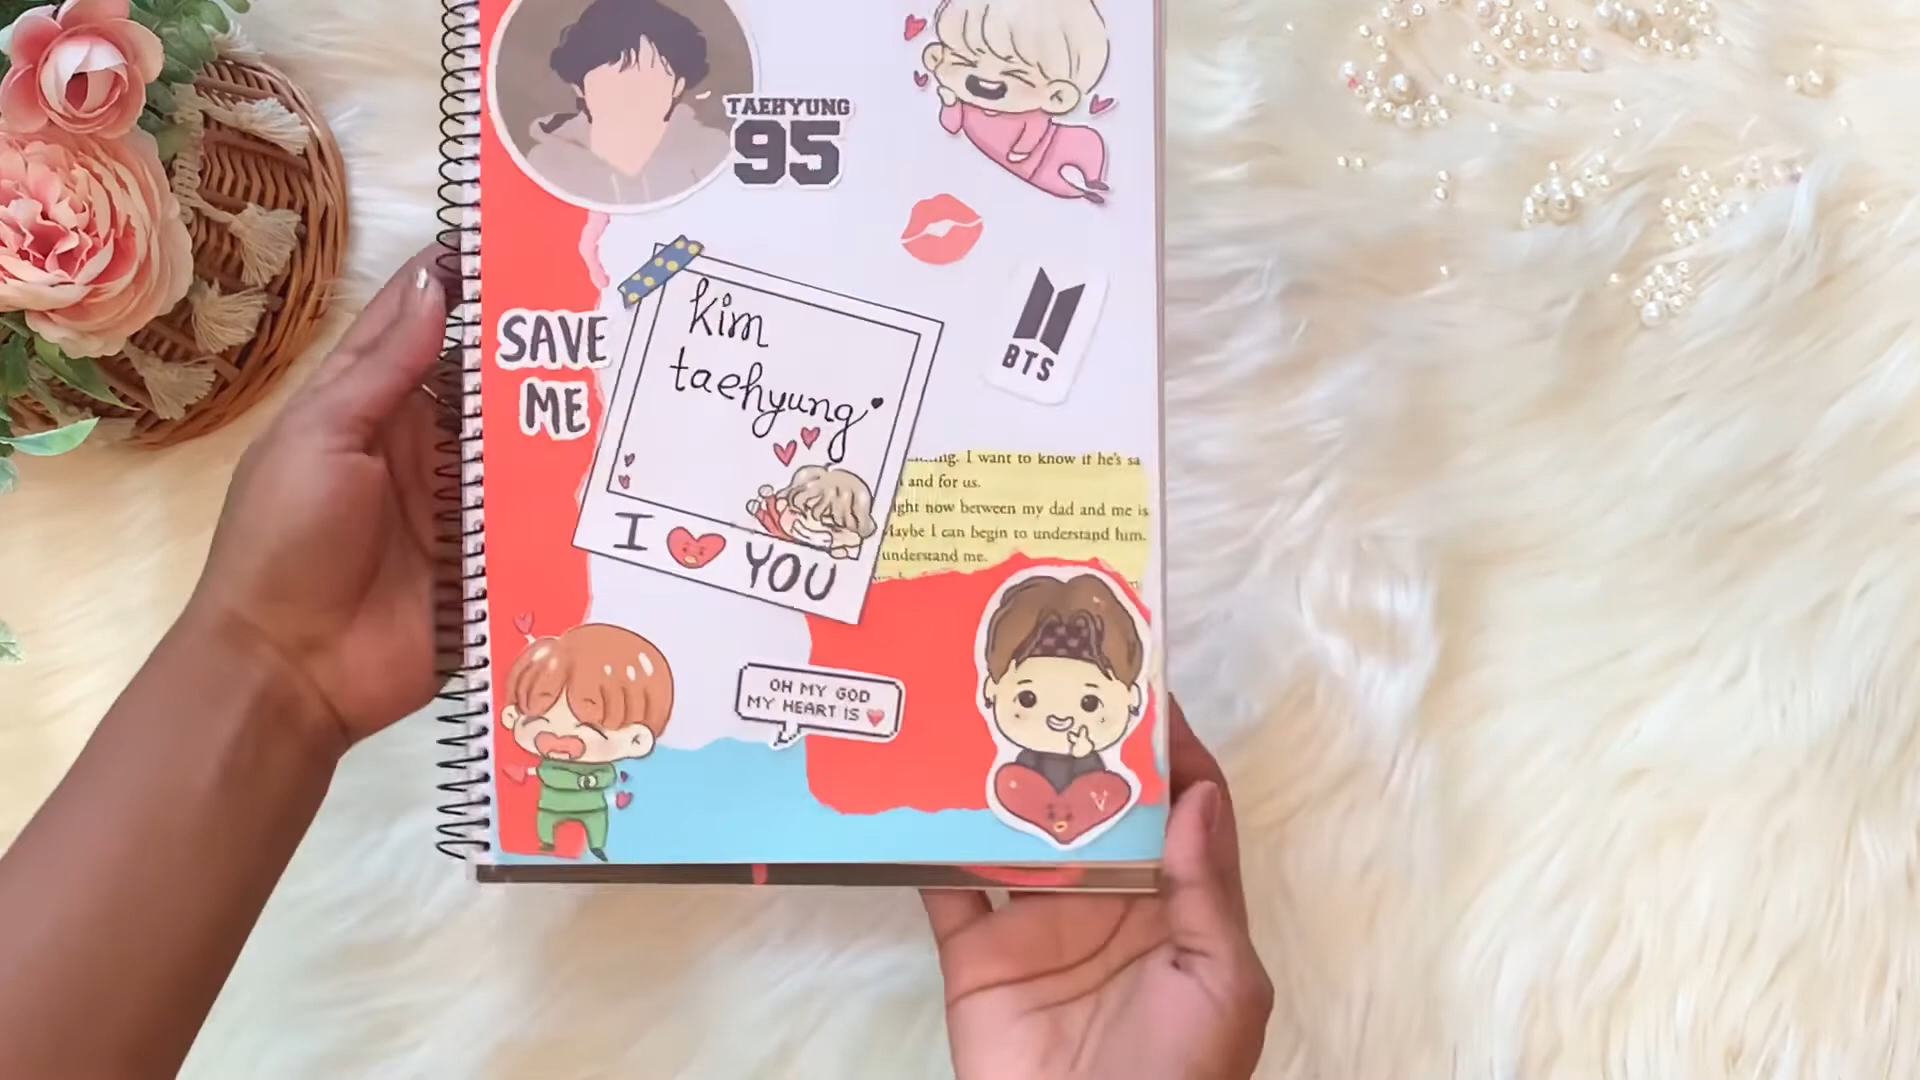 TAEHYUNG
95
SAVE
ME
kim
taehyung
BTS
I want to know if he's sa
and for us.
ight now between my dad and me is
Maybe I can begin to understand him.
understand me.
I YOU
OH MY GOD
MY HEART IS